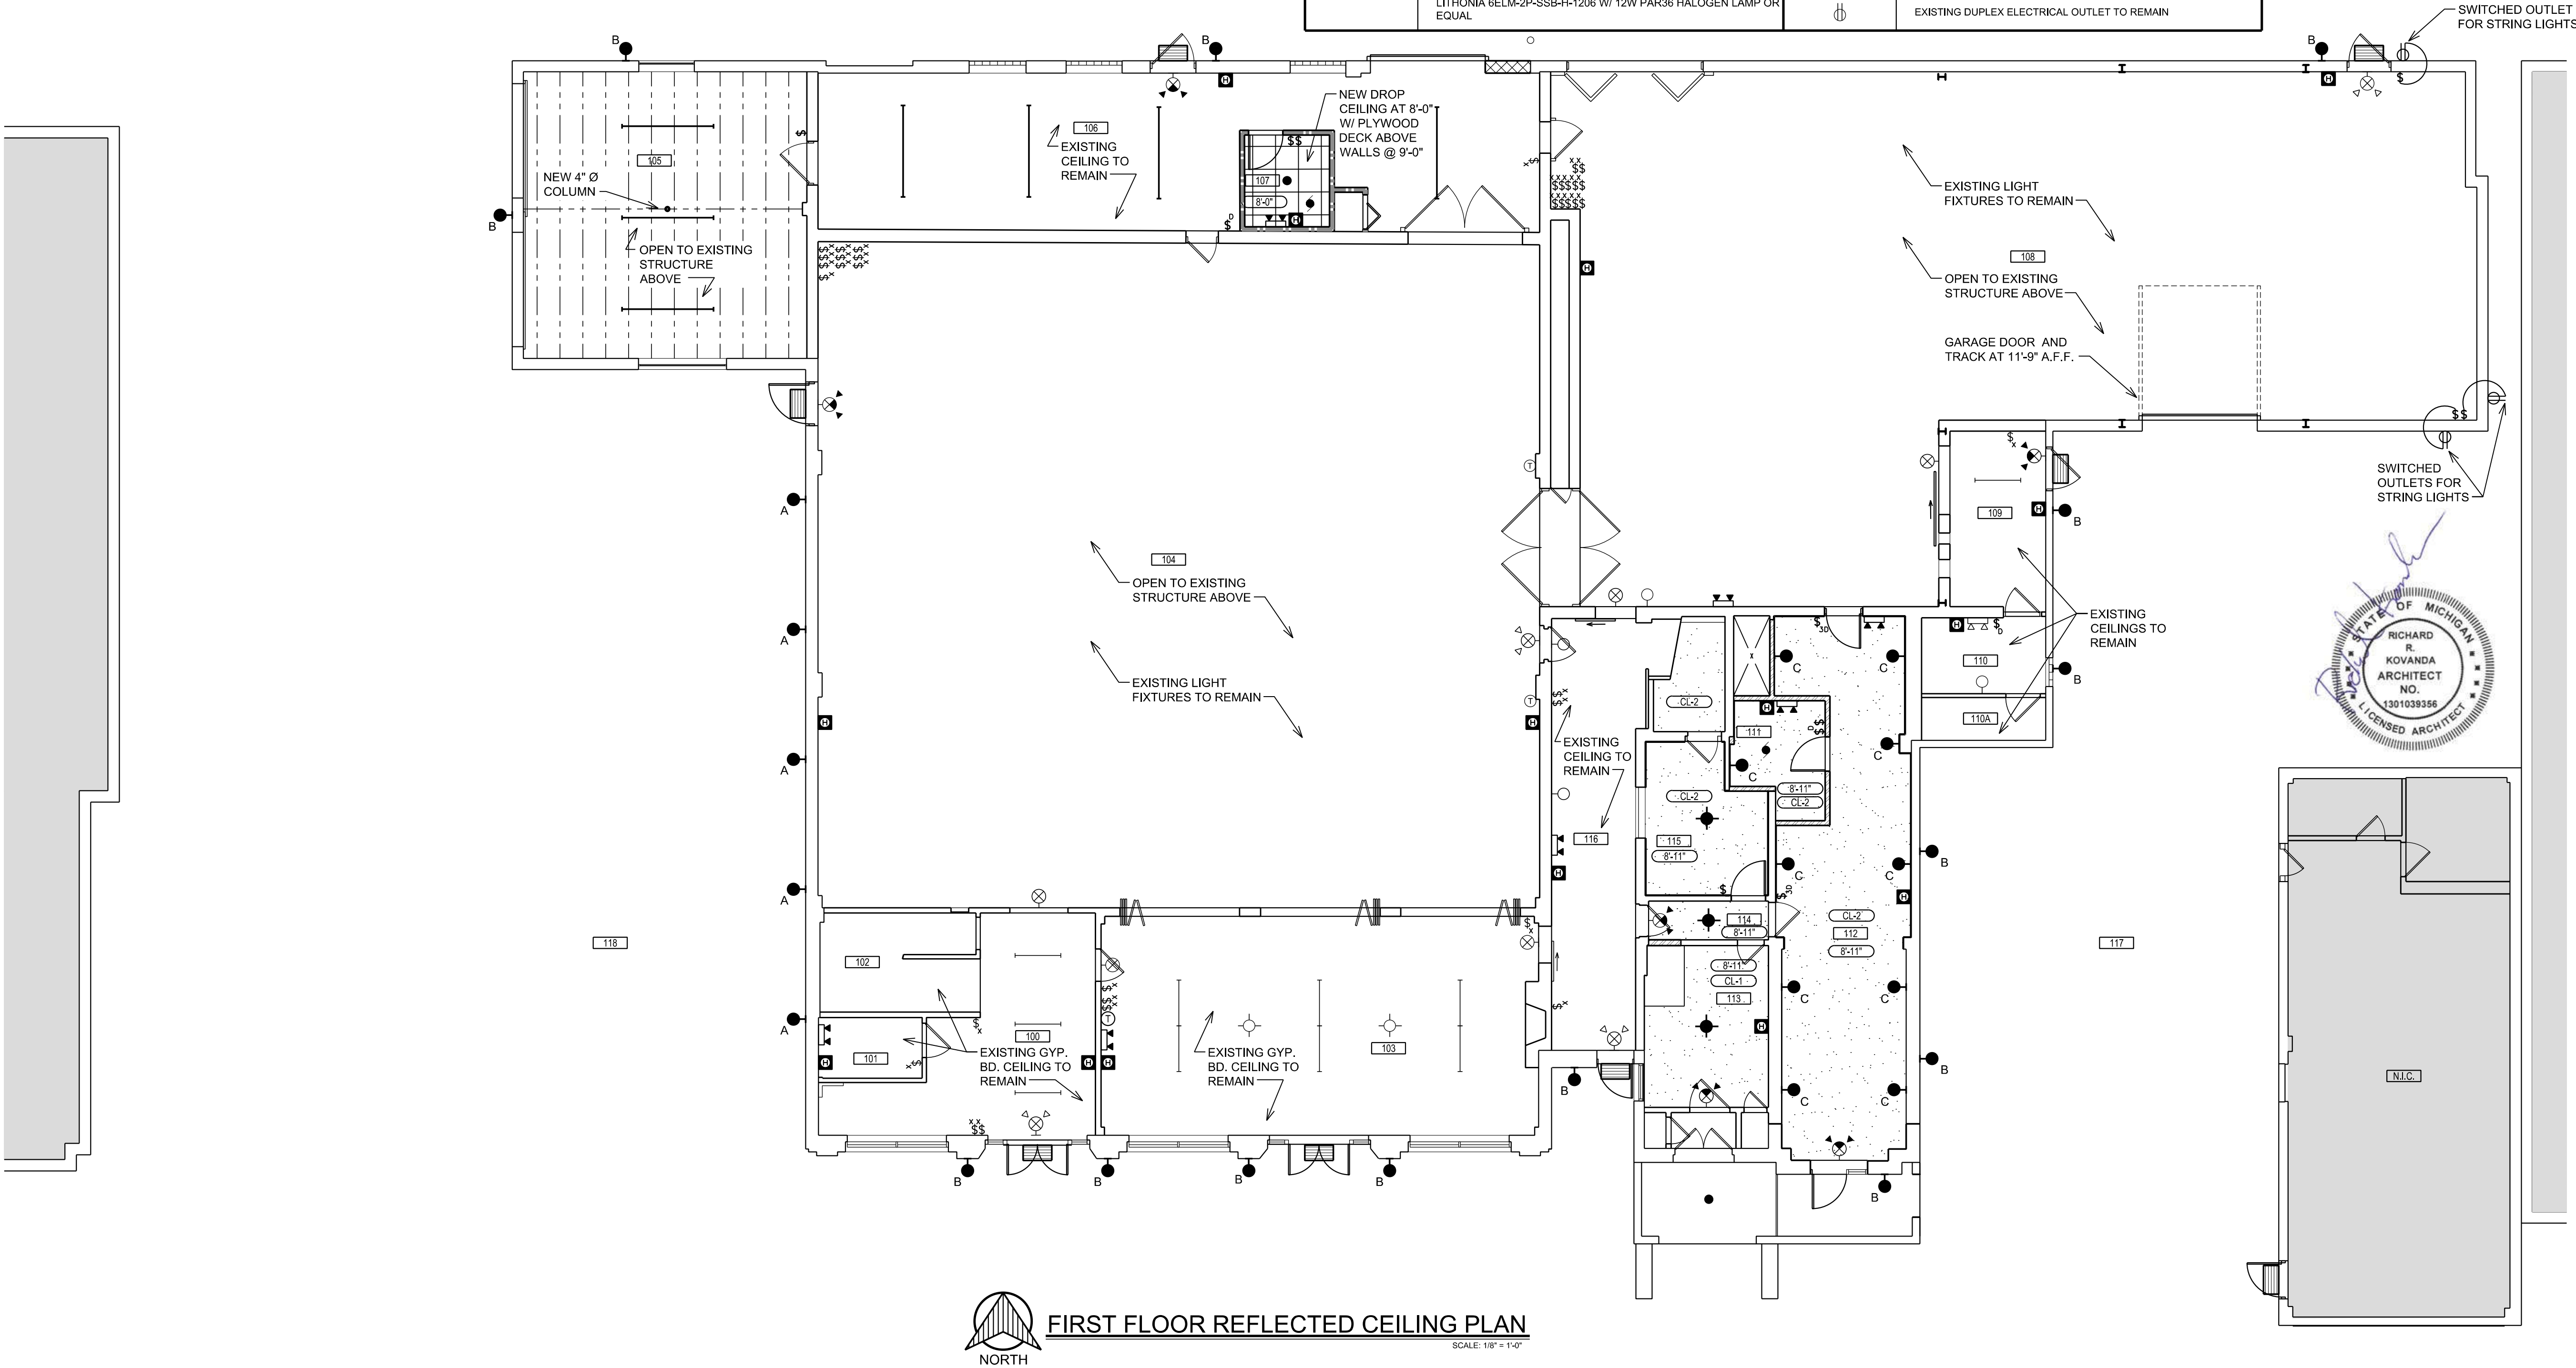 LITHONIA 6ELM-2P-SSB-H-1206 W/ 12W PAR36 HALOGEN LAMP OR
EQUAL
EXISTING DUPLEX ELECTRICAL OUTLET TO REMAIN
SWITCHED OUTLET
FOR STRING LIGHTS
B
B
B
NEW DROP
CEILING AT 8'-0"
W/ PLYWOOD
DECK ABOVE
WALLS @ 9'-0"
106
EXISTING
CEILING TO
REMAIN
105
NEW 4" Ø
COLUMN
107
8'-0"
B
OPEN TO EXISTING
STRUCTURE
ABOVE
EXISTING LIGHT
FIXTURES TO REMAIN
108
OPEN TO EXISTING
STRUCTURE ABOVE
GARAGE DOOR AND
TRACK AT 11'-9" A.F.F.
SWITCHED
OUTLETS FOR
STRING LIGHTS
A
109
B
104
OPEN TO EXISTING
STRUCTURE ABOVE
EXISTING LIGHT
FIXTURES TO REMAIN
A
EXISTING
CEILINGS TO
REMAIN
STATE OF MICHIGAN
RICHARD
R.
KOVANDA
ARCHITECT
NO.
1301039356
LICENSED ARCHITECT
3D
C
C
110
B
110A
CL-2
111
D
C
C
EXISTING
CEILING TO
REMAIN
A
CL-2
8'-11"
CL-2
116
115
8'-11"
C
C
B
A
3D
114
8'-11"
CL-2
112
8'-11"
118
117
102
8'-11"
CL-1
113
C
C
A
100
101
EXISTING GYP.
BD. CEILING TO
REMAIN
EXISTING GYP.
BD. CEILING TO
REMAIN
103
B
C
C
B
N.I.C.
B
B
B
B
B
FIRST FLOOR REFLECTED CEILING PLAN
SCALE: 1/8" = 1'-0"
NORTH